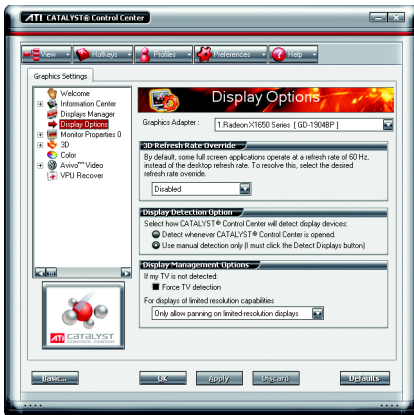 ATI CATALYST® Control Center
View
Hotkeys
Profiles
Preferences
Help
Graphics Settings
Welcome
Information Center
Displays Manager
Display Options
Monitor Properties 0
3D
Color
Avivo™ Video
VPU Recover
ATI CATALYST
CONTROL CENTER
Display Options
Graphics Adapter :
1.Radeon X1650 Series [ GD-1904BP ]
3D Refresh Rate Override
By default, some full screen applications operate at a refresh rate of 60 Hz,
instead of the desktop refresh rate. To resolve this, select the desired
refresh rate override.
Disabled
Display Detection Option
Select how CATALYST® Control Center will detect display devices:
Detect whenever CATALYST® Control Center is opened.
Use manual detection only (I must click the Detect Displays button)
Display Management Options
If my TV is not detected:
Force TV detection
For displays of limited resolution capabilities
Only allow panning on limited-resolution displays
Basic...
OK
Apply
Discard
Defaults